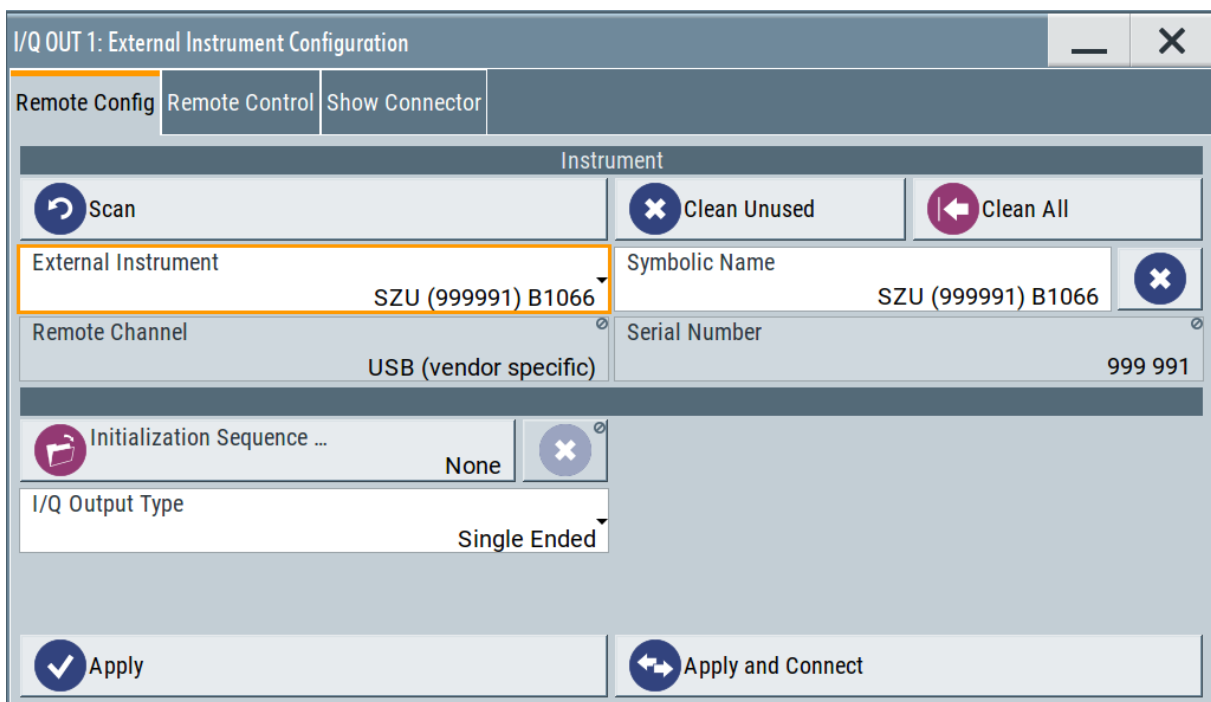 I/Q OUT 1: External Instrument Configuration
Remote Config Remote Control Show Connector
Instrument
Scan Clean Unused Clean All
External Instrument Symbolic Name
SZU (999991) B1066 SZU (999991) B1066
Remote Channel Serial Number
USB (vendor specific) 999 991
Initialization Sequence ...
None
I/Q Output Type
Single Ended
Apply Apply and Connect